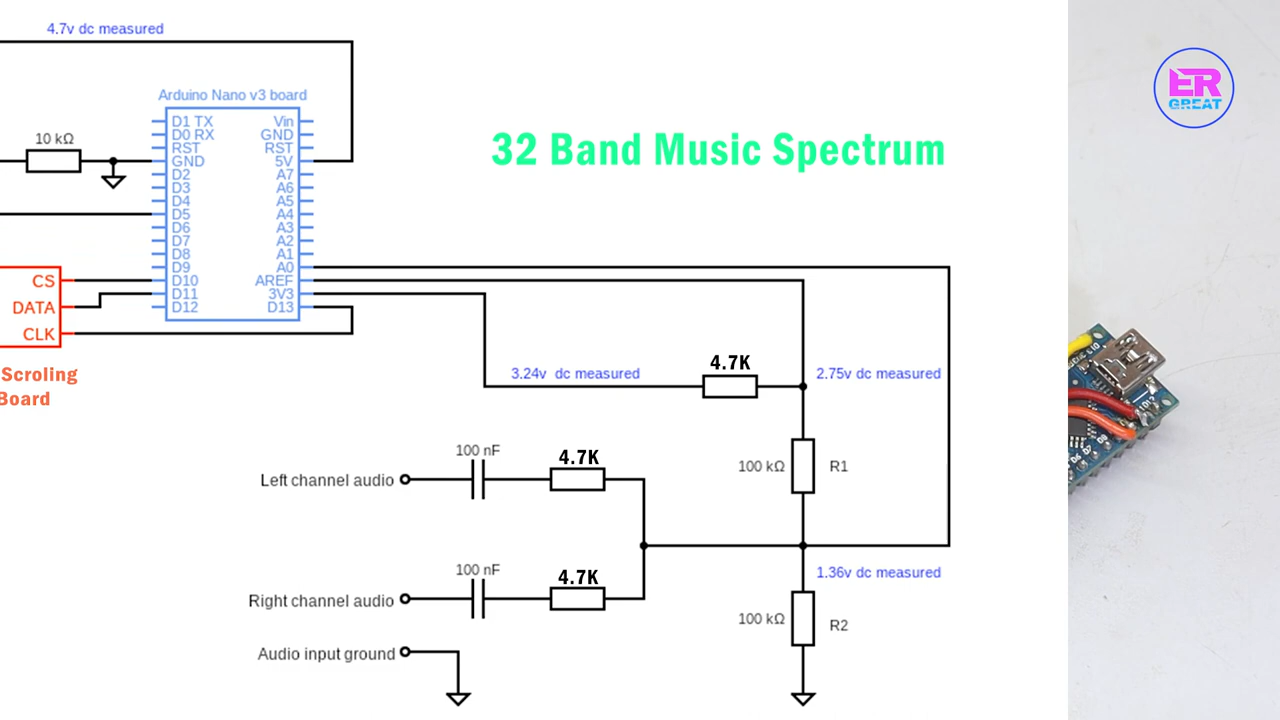 4.7v dc measured
ER
GREAT
Arduino Nano v3 board
32 Band Music Spectrum
10 kΩ
D1 TX
D0 RX
RST
GND
D2
D3
D4
D5
D6
D7
D8
D9
D10
D11
D12
Vin
GND
RST
5V
A7
A6
A5
A4
A3
A2
A1
A0
AREF
3V3
D13
CS
DATA
CLK
Scroling
Board
3.24v dc measured
4.7K
2.75v dc measured
100 kΩ
R1
100 nF
4.7K
Left channel audio
100 nF
4.7K
Right channel audio
1.36v dc measured
100 kΩ
R2
Audio input ground